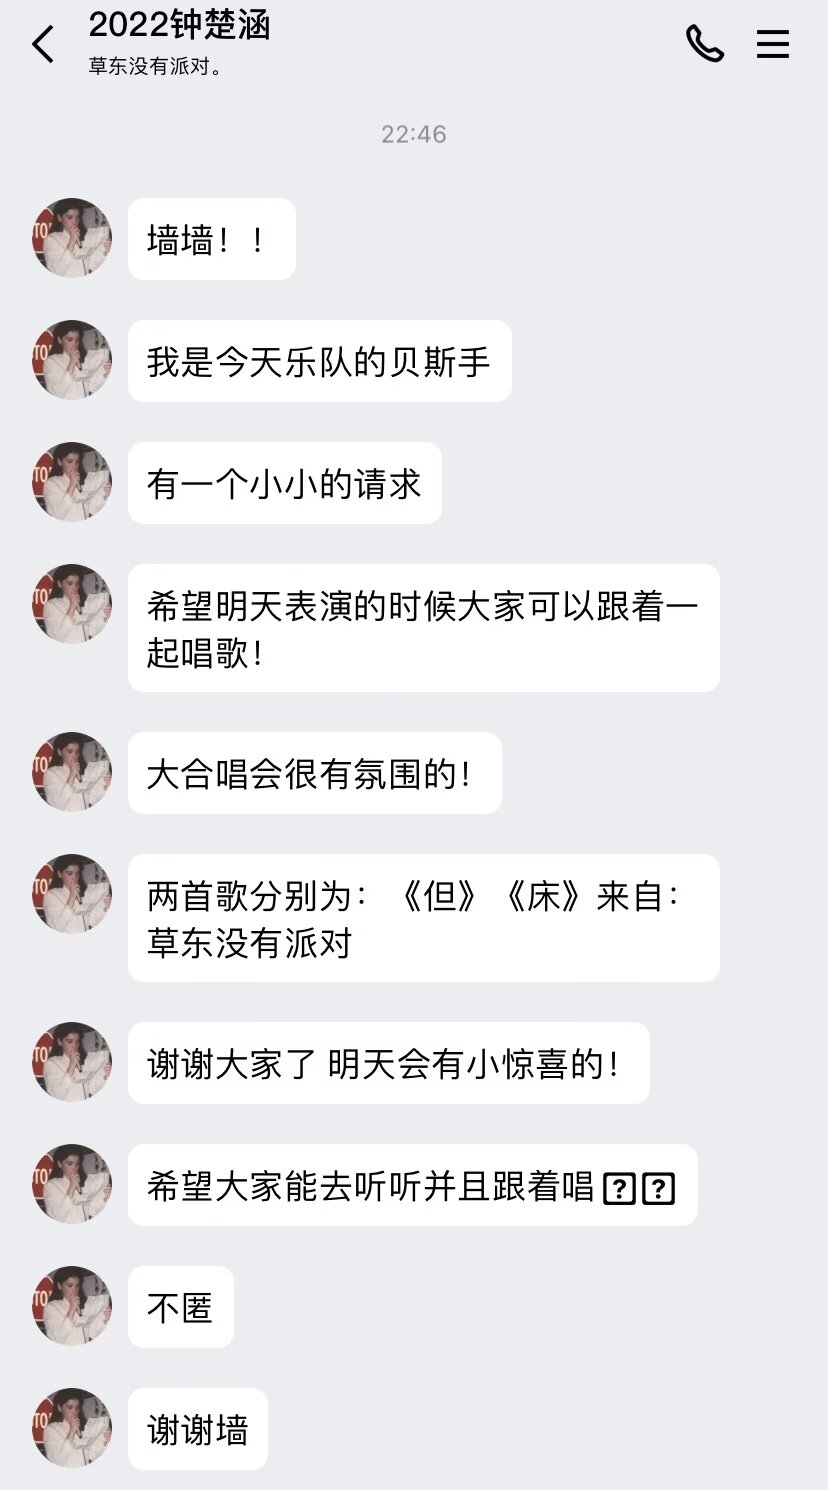 2022钟楚涵
草东没有派对。
22:46
墙墙！！
我是今天乐队的贝斯手
有一个小小的请求
希望明天表演的时候大家可以跟着一
起唱歌！
大合唱会很有氛围的！
两首歌分别为：《但》《床》来自：
草东没有派对
谢谢大家了 明天会有小惊喜的！
希望大家能去听听并且跟着唱
不匿
谢谢墙